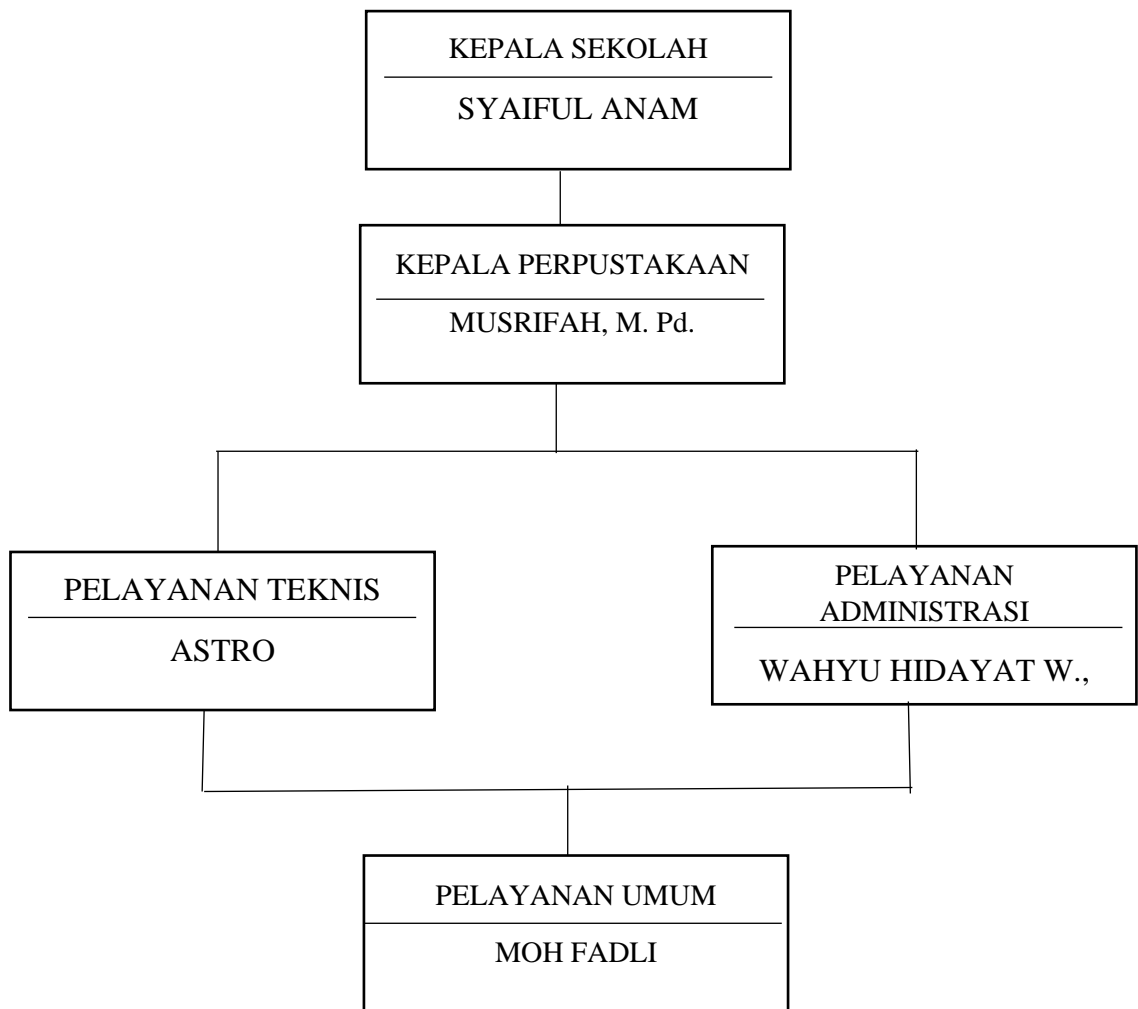 KEPALA SEKOLAH
SYAIFUL ANAM
KEPALA PERPUSTAKAAN
MUSRIFAH, M. Pd.
PELAYANAN TEKNIS
ASTRO
PELAYANAN
ADMINISTRASI
WAHYU HIDAYAT W.,
PELAYANAN UMUM
MOH FADLI